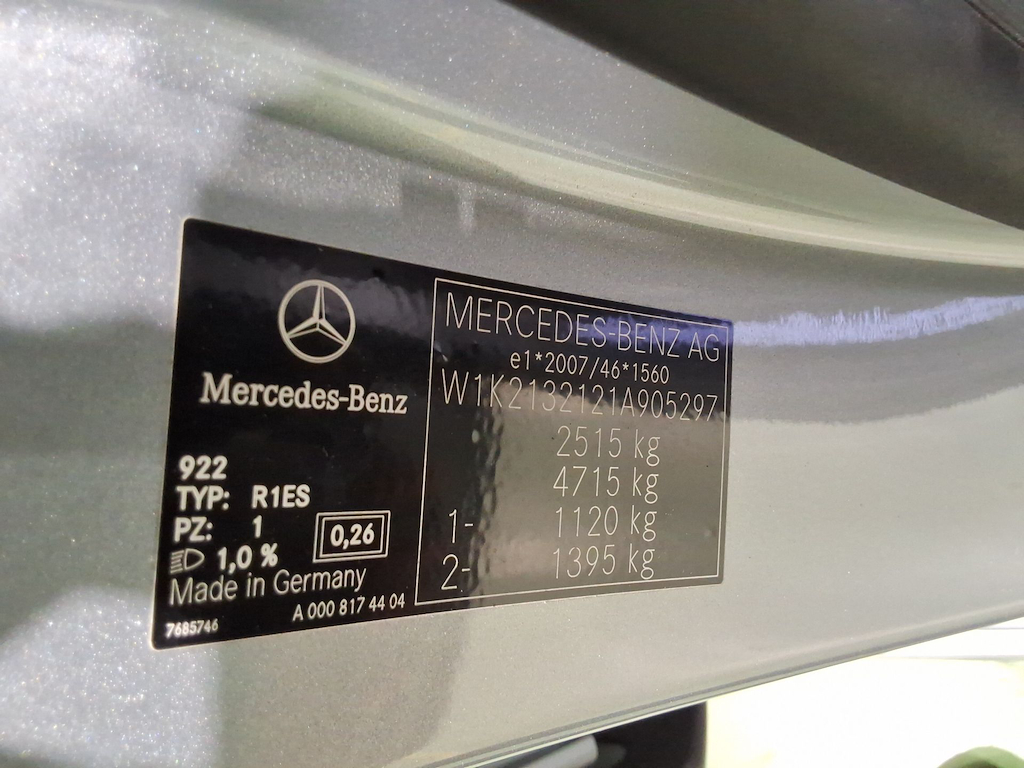 Mercedes-Benz
922
TYP: R1ES
PZ: 1
1,0 %
0,26
Made in Germany
A 000 817 44 04
7685746
MERCEDES-BENZ AG
e1*2007/46*1560
W1K2132121A905297
2515 kg
4715 kg
1- 1120 kg
2- 1395 kg